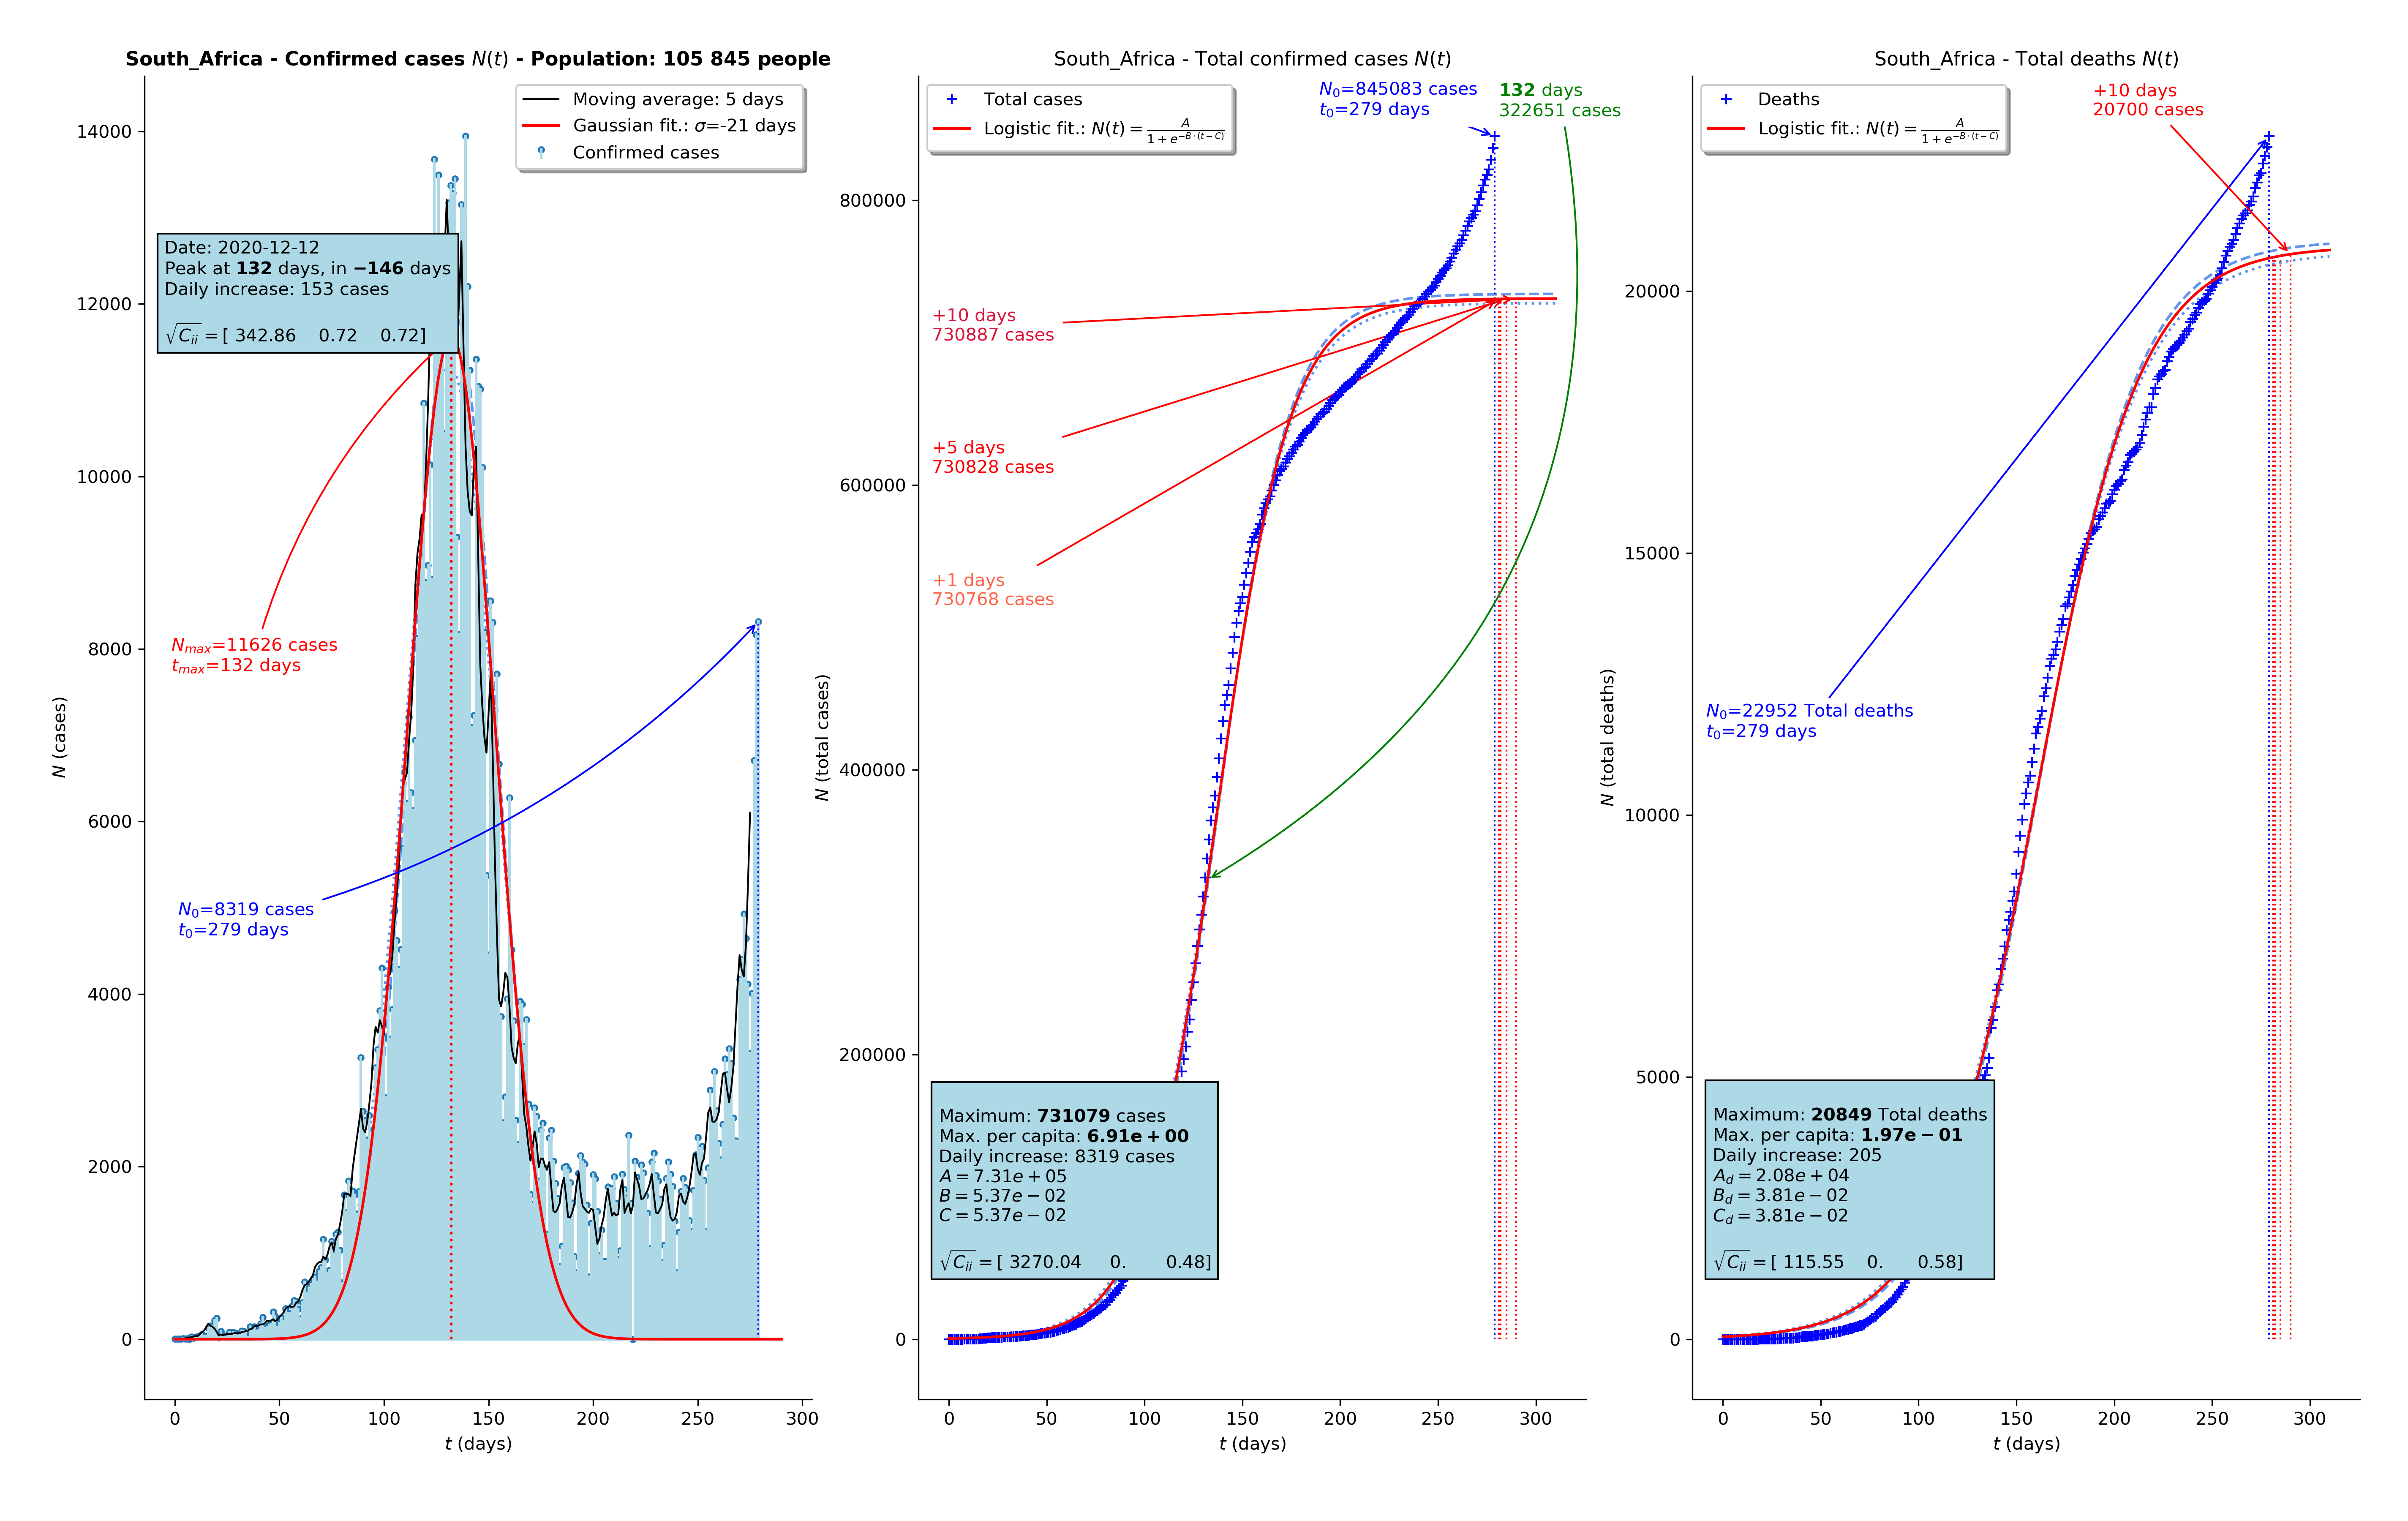 South_Africa - Confirmed cases N(t) - Population: 105 845 people
Moving average: 5 days
Gaussian fit.: σ=-21 days
Confirmed cases
Date: 2020-12-12
Peak at 132 days, in −146 days
Daily increase: 153 cases
√C_ii = [ 342.86 0.72 0.72]
N_max=11626 cases
t_max=132 days
N_0=8319 cases
t_0=279 days
N (cases)
14000
12000
10000
8000
6000
4000
2000
0
0 50 100 150 200 250 300
t (days)
South_Africa - Total confirmed cases N(t)
Total cases
Logistic fit.: N(t) = A / (1 + e^{−B·(t−C)})
N_0=845083 cases
t_0=279 days
132 days
322651 cases
+10 days
730887 cases
+5 days
730828 cases
+1 days
730768 cases
Maximum: 731079 cases
Max. per capita: 6.91e + 00
Daily increase: 8319 cases
A = 7.31e + 05
B = 5.37e − 02
C = 5.37e − 02
√C_ii = [ 3270.04 0. 0.48]
N (total cases)
800000
600000
400000
200000
0
0 50 100 150 200 250 300
t (days)
South_Africa - Total deaths N(t)
Deaths
Logistic fit.: N(t) = A / (1 + e^{−B·(t−C)})
+10 days
20700 cases
N_0=22952 Total deaths
t_0=279 days
Maximum: 20849 Total deaths
Max. per capita: 1.97e − 01
Daily increase: 205
A_d = 2.08e + 04
B_d = 3.81e − 02
C_d = 3.81e − 02
√C_ii = [ 115.55 0. 0.58]
N (total deaths)
20000
15000
10000
5000
0
0 50 100 150 200 250 300
t (days)